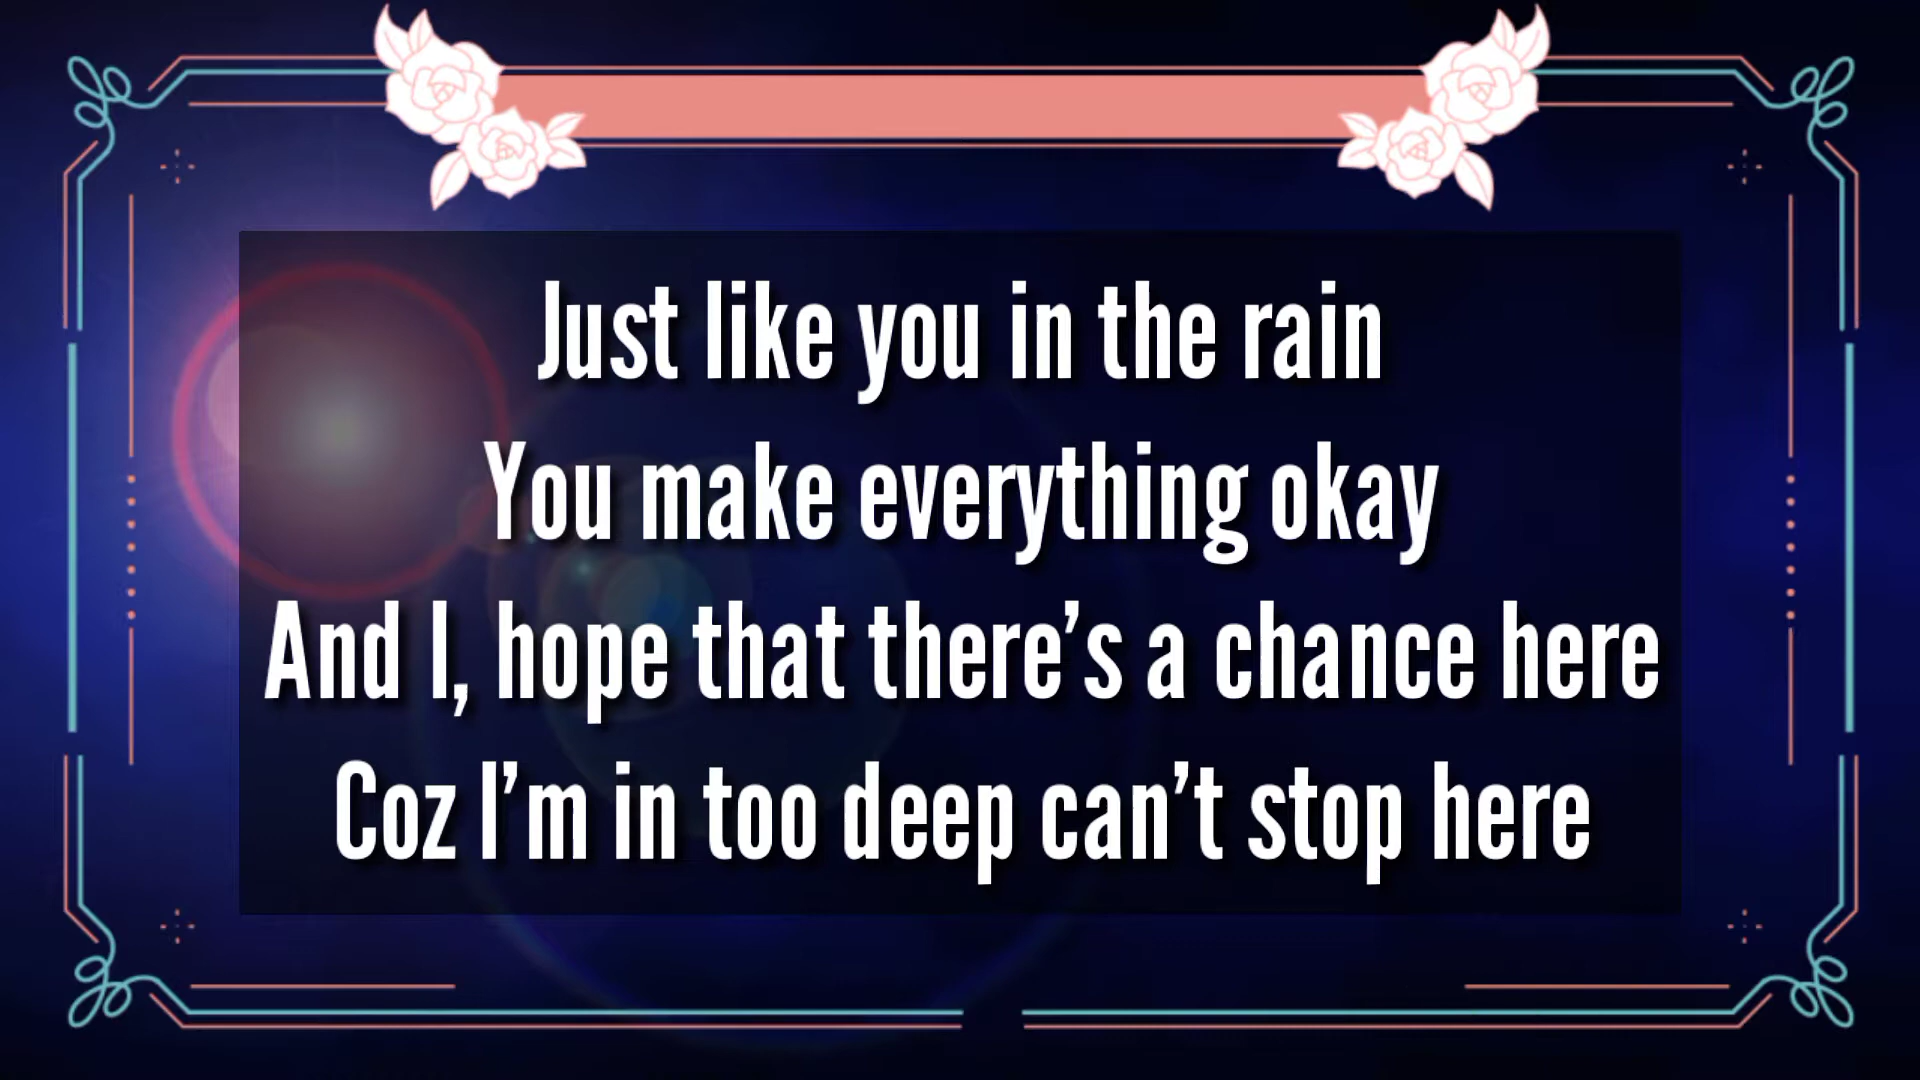 Just like you in the rain
You make everything okay
And I, hope that there’s a chance here
Coz I’m in too deep can’t stop here